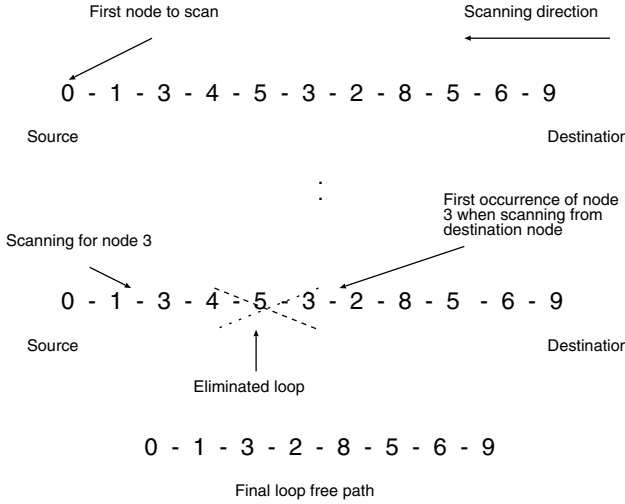 First node to scan
Scanning direction
0 - 1 - 3 - 4 - 5 - 3 - 2 - 8 - 5 - 6 - 9
Source
Destination
:
First occurrence of node
3 when scanning from
destination node
Scanning for node 3
0 - 1 - 3 - 4 - 5 - 3 - 2 - 8 - 5 - 6 - 9
Source
Destination
Eliminated loop
0 - 1 - 3 - 2 - 8 - 5 - 6 - 9
Final loop free path